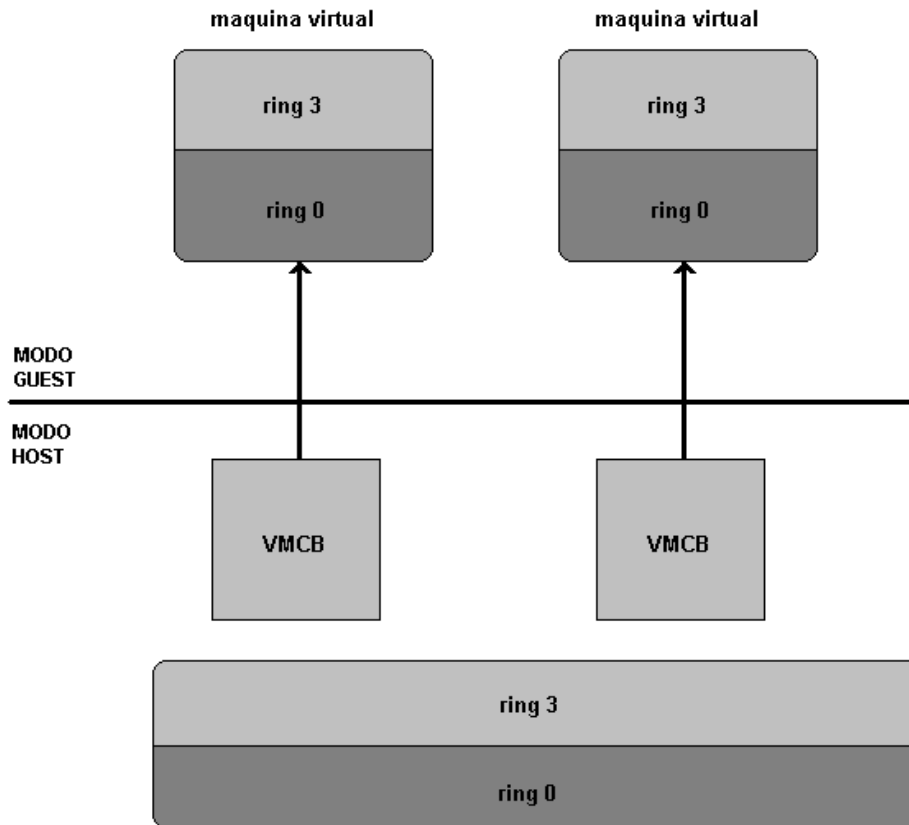 maquina virtual
maquina virtual
ring 3
ring 3
ring 0
ring 0
MODO
GUEST
MODO
HOST
VMCB
VMCB
ring 3
ring 0